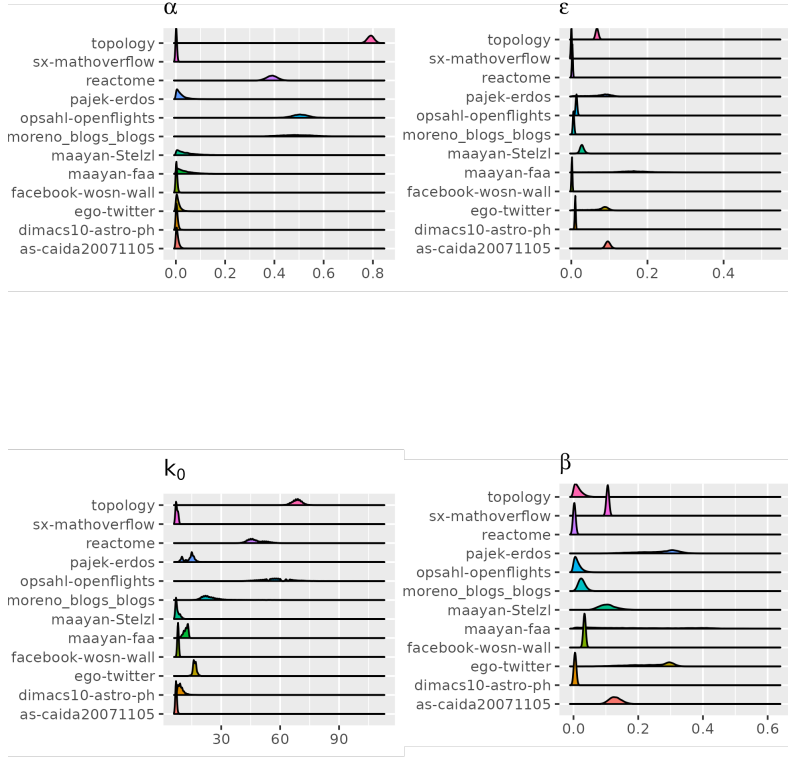 α
topology
sx-mathoverflow
reactome
pajek-erdos
opsahl-openflights
moreno_blogs_blogs
maayan-Stelzl
maayan-faa
facebook-wosn-wall
ego-twitter
dimacs10-astro-ph
as-caida20071105
0.0 0.2 0.4 0.6 0.8
ε
topology
sx-mathoverflow
reactome
pajek-erdos
opsahl-openflights
moreno_blogs_blogs
maayan-Stelzl
maayan-faa
facebook-wosn-wall
ego-twitter
dimacs10-astro-ph
as-caida20071105
0.0 0.2 0.4
k0
topology
sx-mathoverflow
reactome
pajek-erdos
opsahl-openflights
moreno_blogs_blogs
maayan-Stelzl
maayan-faa
facebook-wosn-wall
ego-twitter
dimacs10-astro-ph
as-caida20071105
30 60 90
β
topology
sx-mathoverflow
reactome
pajek-erdos
opsahl-openflights
moreno_blogs_blogs
maayan-Stelzl
maayan-faa
facebook-wosn-wall
ego-twitter
dimacs10-astro-ph
as-caida20071105
0.0 0.2 0.4 0.6